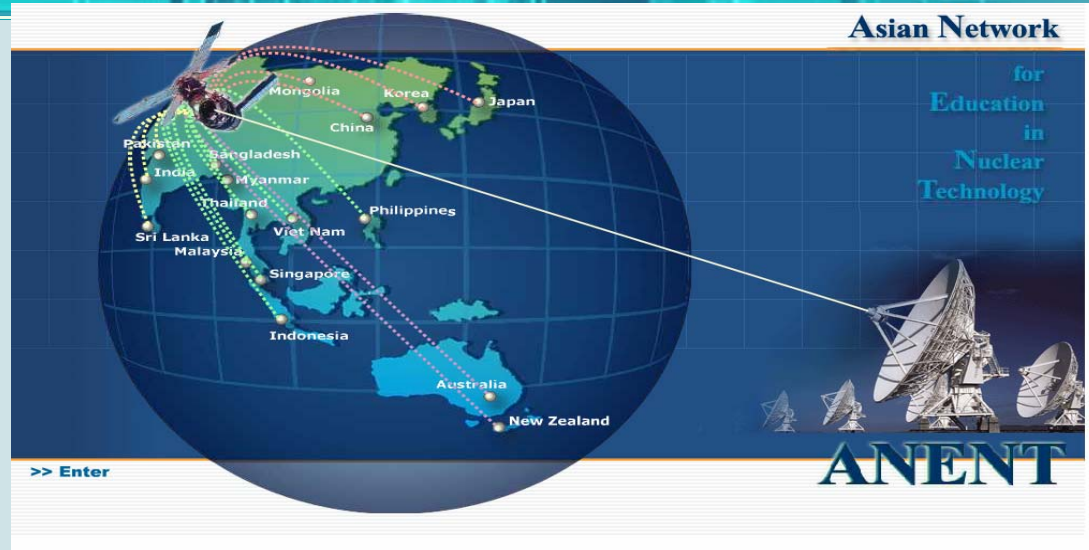 Asian Network
for
Education
in
Nuclear
Technology
Mongolia
Korea
Japan
China
Pakistan
Bangladesh
India
Myanmar
Thailand
Philippines
Sri Lanka
Viet Nam
Malaysia
Singapore
Indonesia
Australia
New Zealand
>> Enter
ANENT